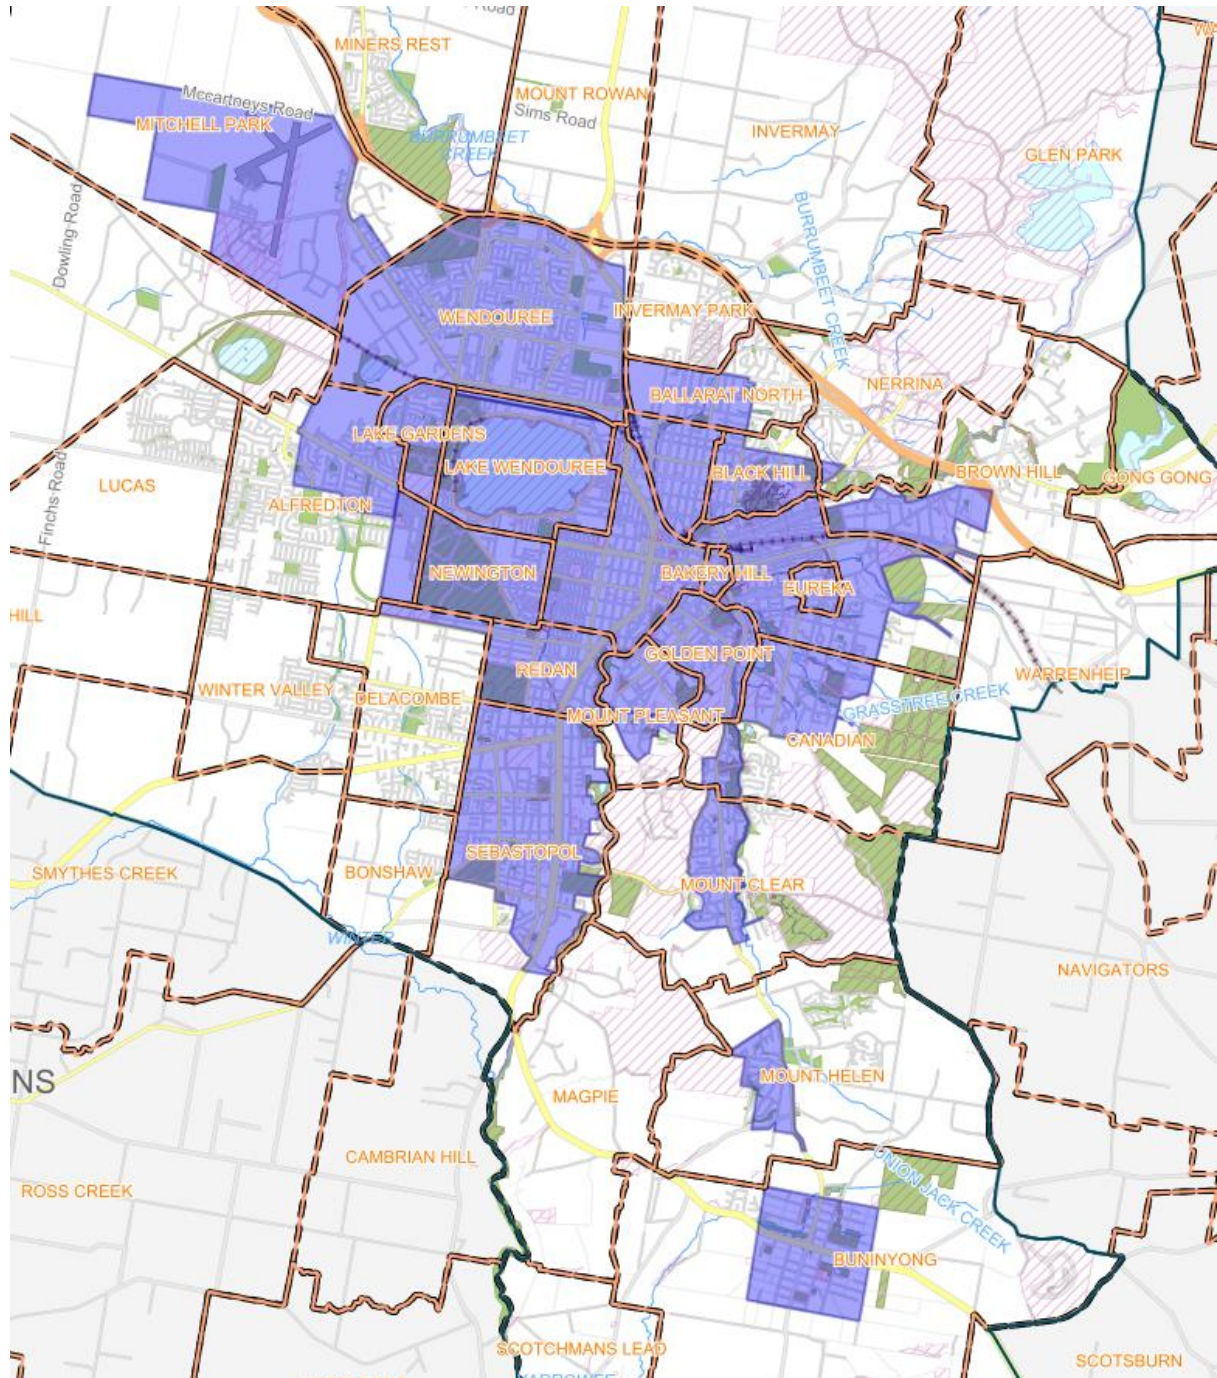 Road
MINERS REST
MOUNT ROWAN
Sims Road
Mccartneys Road
MITCHELL PARK
BURRUMBEET
CREEK
INVERMAY
GLEN PARK
Dowling Road
BURRUMBEET CREEK
WENDOUREE
INVERMAY PARK
NERRINA
BALLARAT NORTH
LAKE GARDENS
LAKE WENDOUREE
BLACK HILL
BROWN HILL
GONG GONG
LUCAS
Finchs Road
ALFREDTON
NEWINGTON
BAKERY HILL
EUREKA
HILL
REDAN
GOLDEN POINT
WARRENHEIP
WINTER VALLEY
DELACOMBE
GRASSTREE CREEK
MOUNT PLEASANT
CANADIAN
SEBASTOPOL
SMYTHES CREEK
BONSHAW
MOUNT CLEAR
WINTER
NAVIGATORS
NS
MAGPIE
MOUNT HELEN
CAMBRIAN HILL
UNION JACK CREEK
ROSS CREEK
BUNINYONG
SCOTCHMANS LEAD
SCOTSBURN